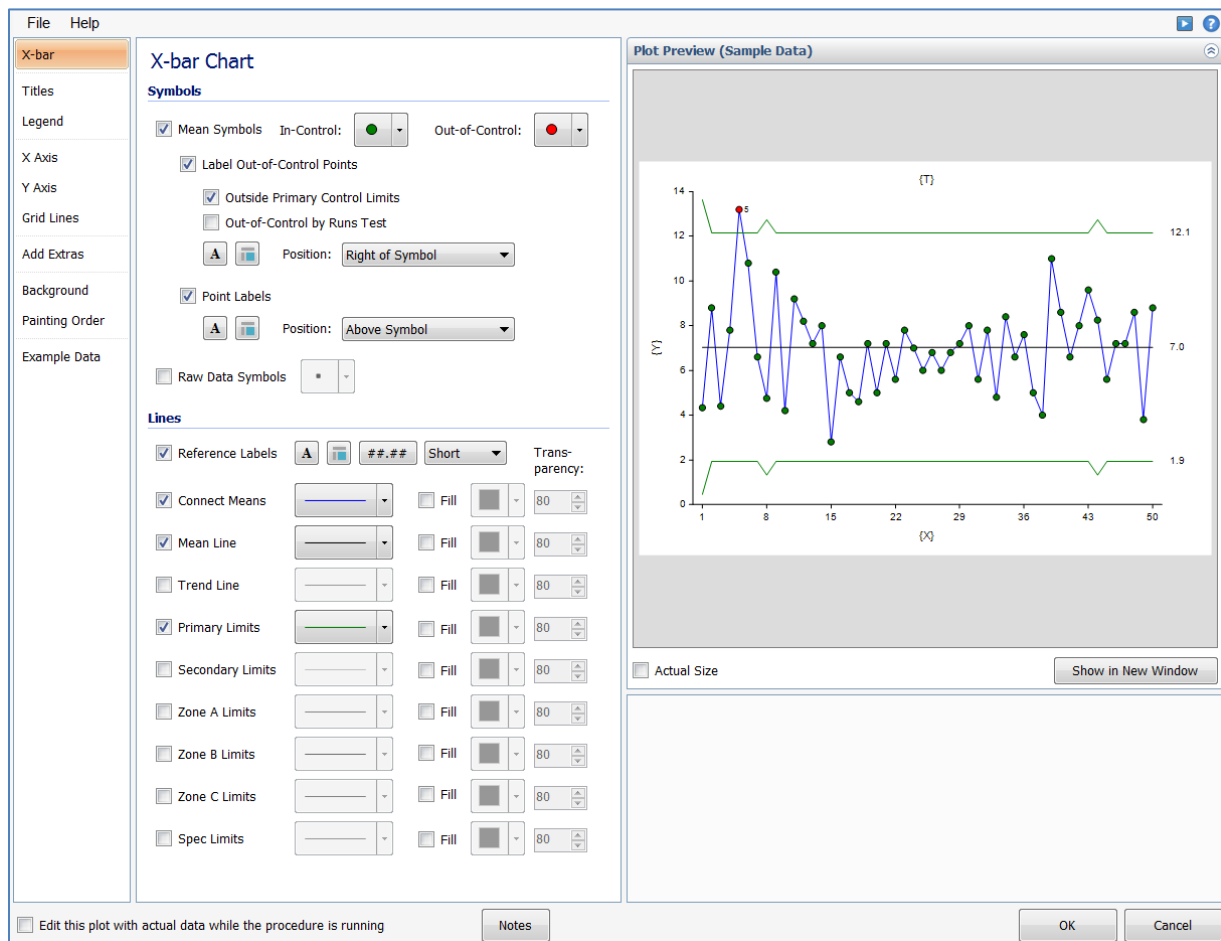 File Help
X-bar
Titles
Legend
X Axis
Y Axis
Grid Lines
Add Extras
Background
Painting Order
Example Data
X-bar Chart
Symbols
Mean Symbols In-Control: Out-of-Control:
Label Out-of-Control Points
Outside Primary Control Limits
Out-of-Control by Runs Test
A Position: Right of Symbol
Point Labels
A Position: Above Symbol
Raw Data Symbols
Lines
Reference Labels A ##.## Short Trans-
parency:
Connect Means Fill 80
Mean Line Fill 80
Trend Line Fill 80
Primary Limits Fill 80
Secondary Limits Fill 80
Zone A Limits Fill 80
Zone B Limits Fill 80
Zone C Limits Fill 80
Spec Limits Fill 80
Plot Preview (Sample Data)
{T}
14
12
10
8
6
4
2
0
{Y}
5
12.1
7.0
1.9
1 8 15 22 29 36 43 50
{X}
Actual Size Show in New Window
Edit this plot with actual data while the procedure is running Notes OK Cancel